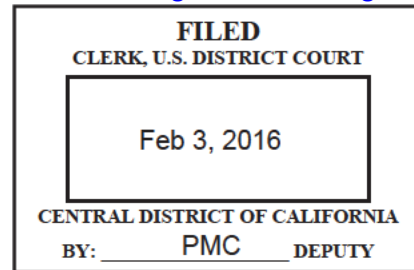 FILED
CLERK, U.S. DISTRICT COURT
Feb 3, 2016
CENTRAL DISTRICT OF CALIFORNIA
BY: PMC DEPUTY